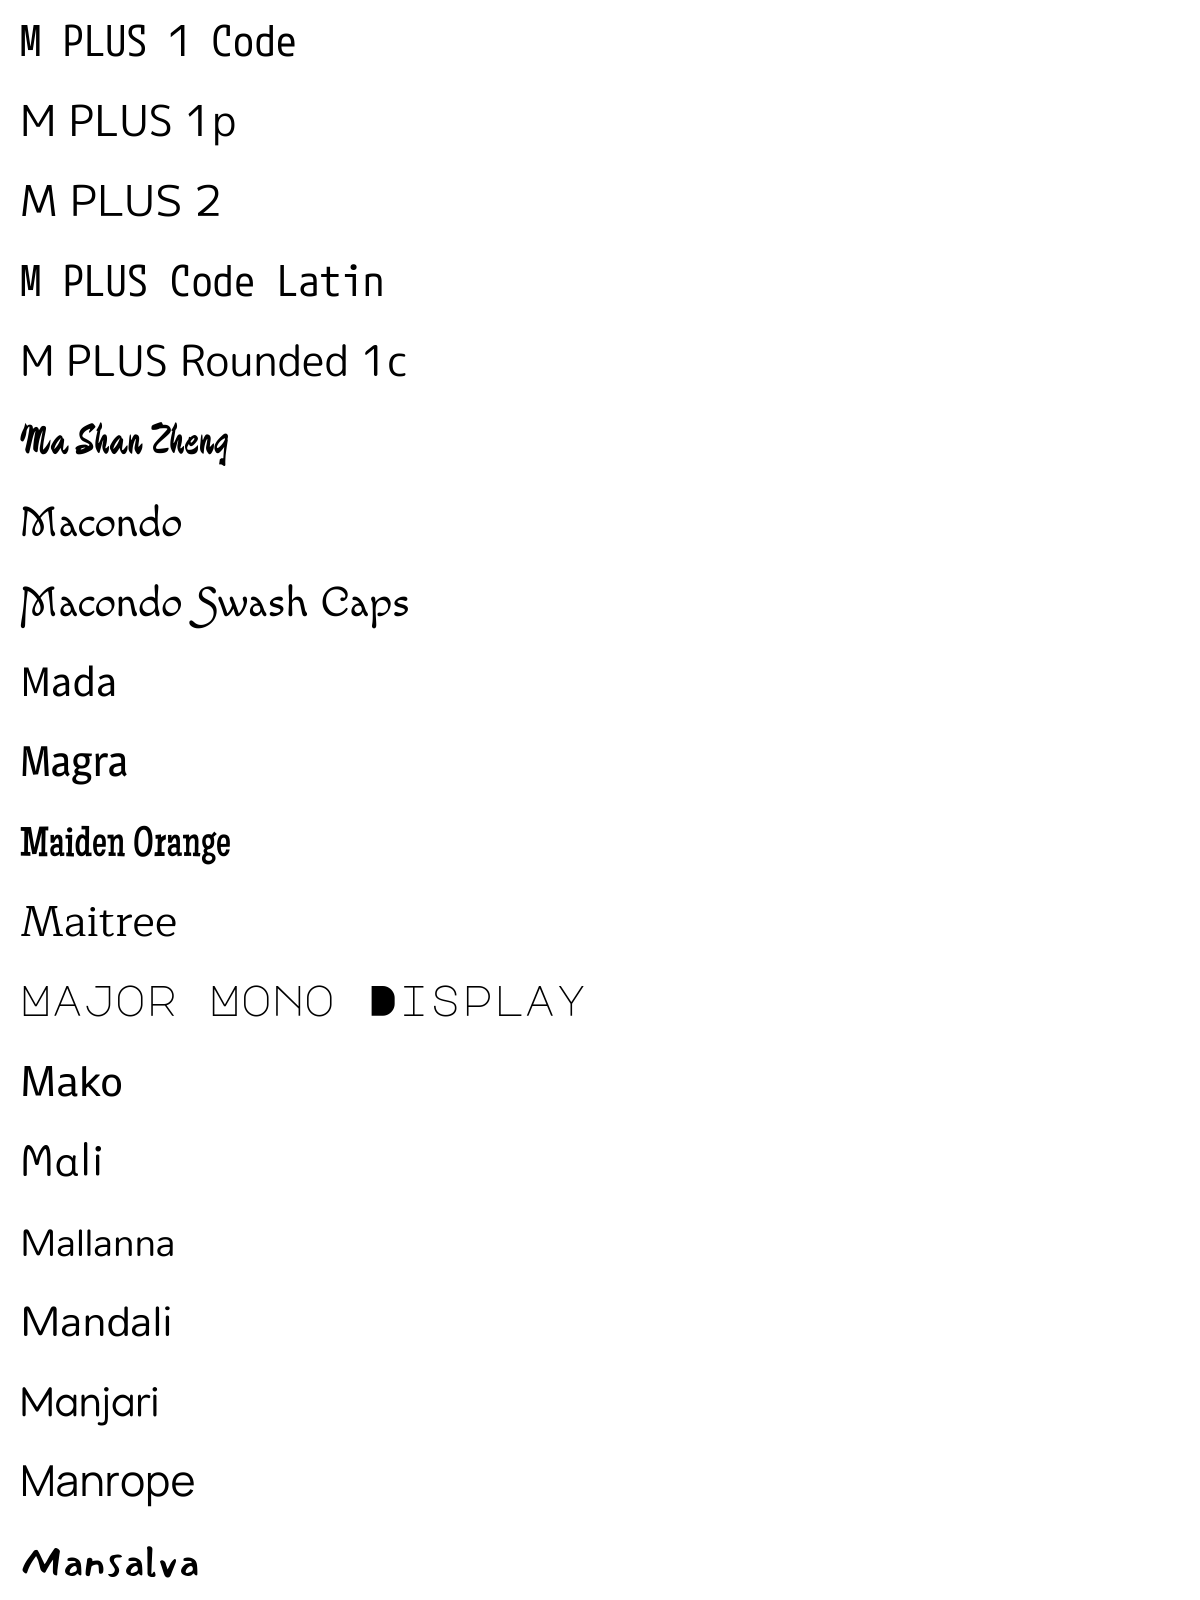 M PLUS 1 Code
M PLUS 1p
M PLUS 2
M PLUS Code Latin
M PLUS Rounded 1c
Ma Shan Zheng
Macondo
Macondo Swash Caps
Mada
Magra
Maiden Orange
Maitree
MAJOR MONO DISPLAY
Mako
Mali
Mallanna
Mandali
Manjari
Manrope
Mansalva